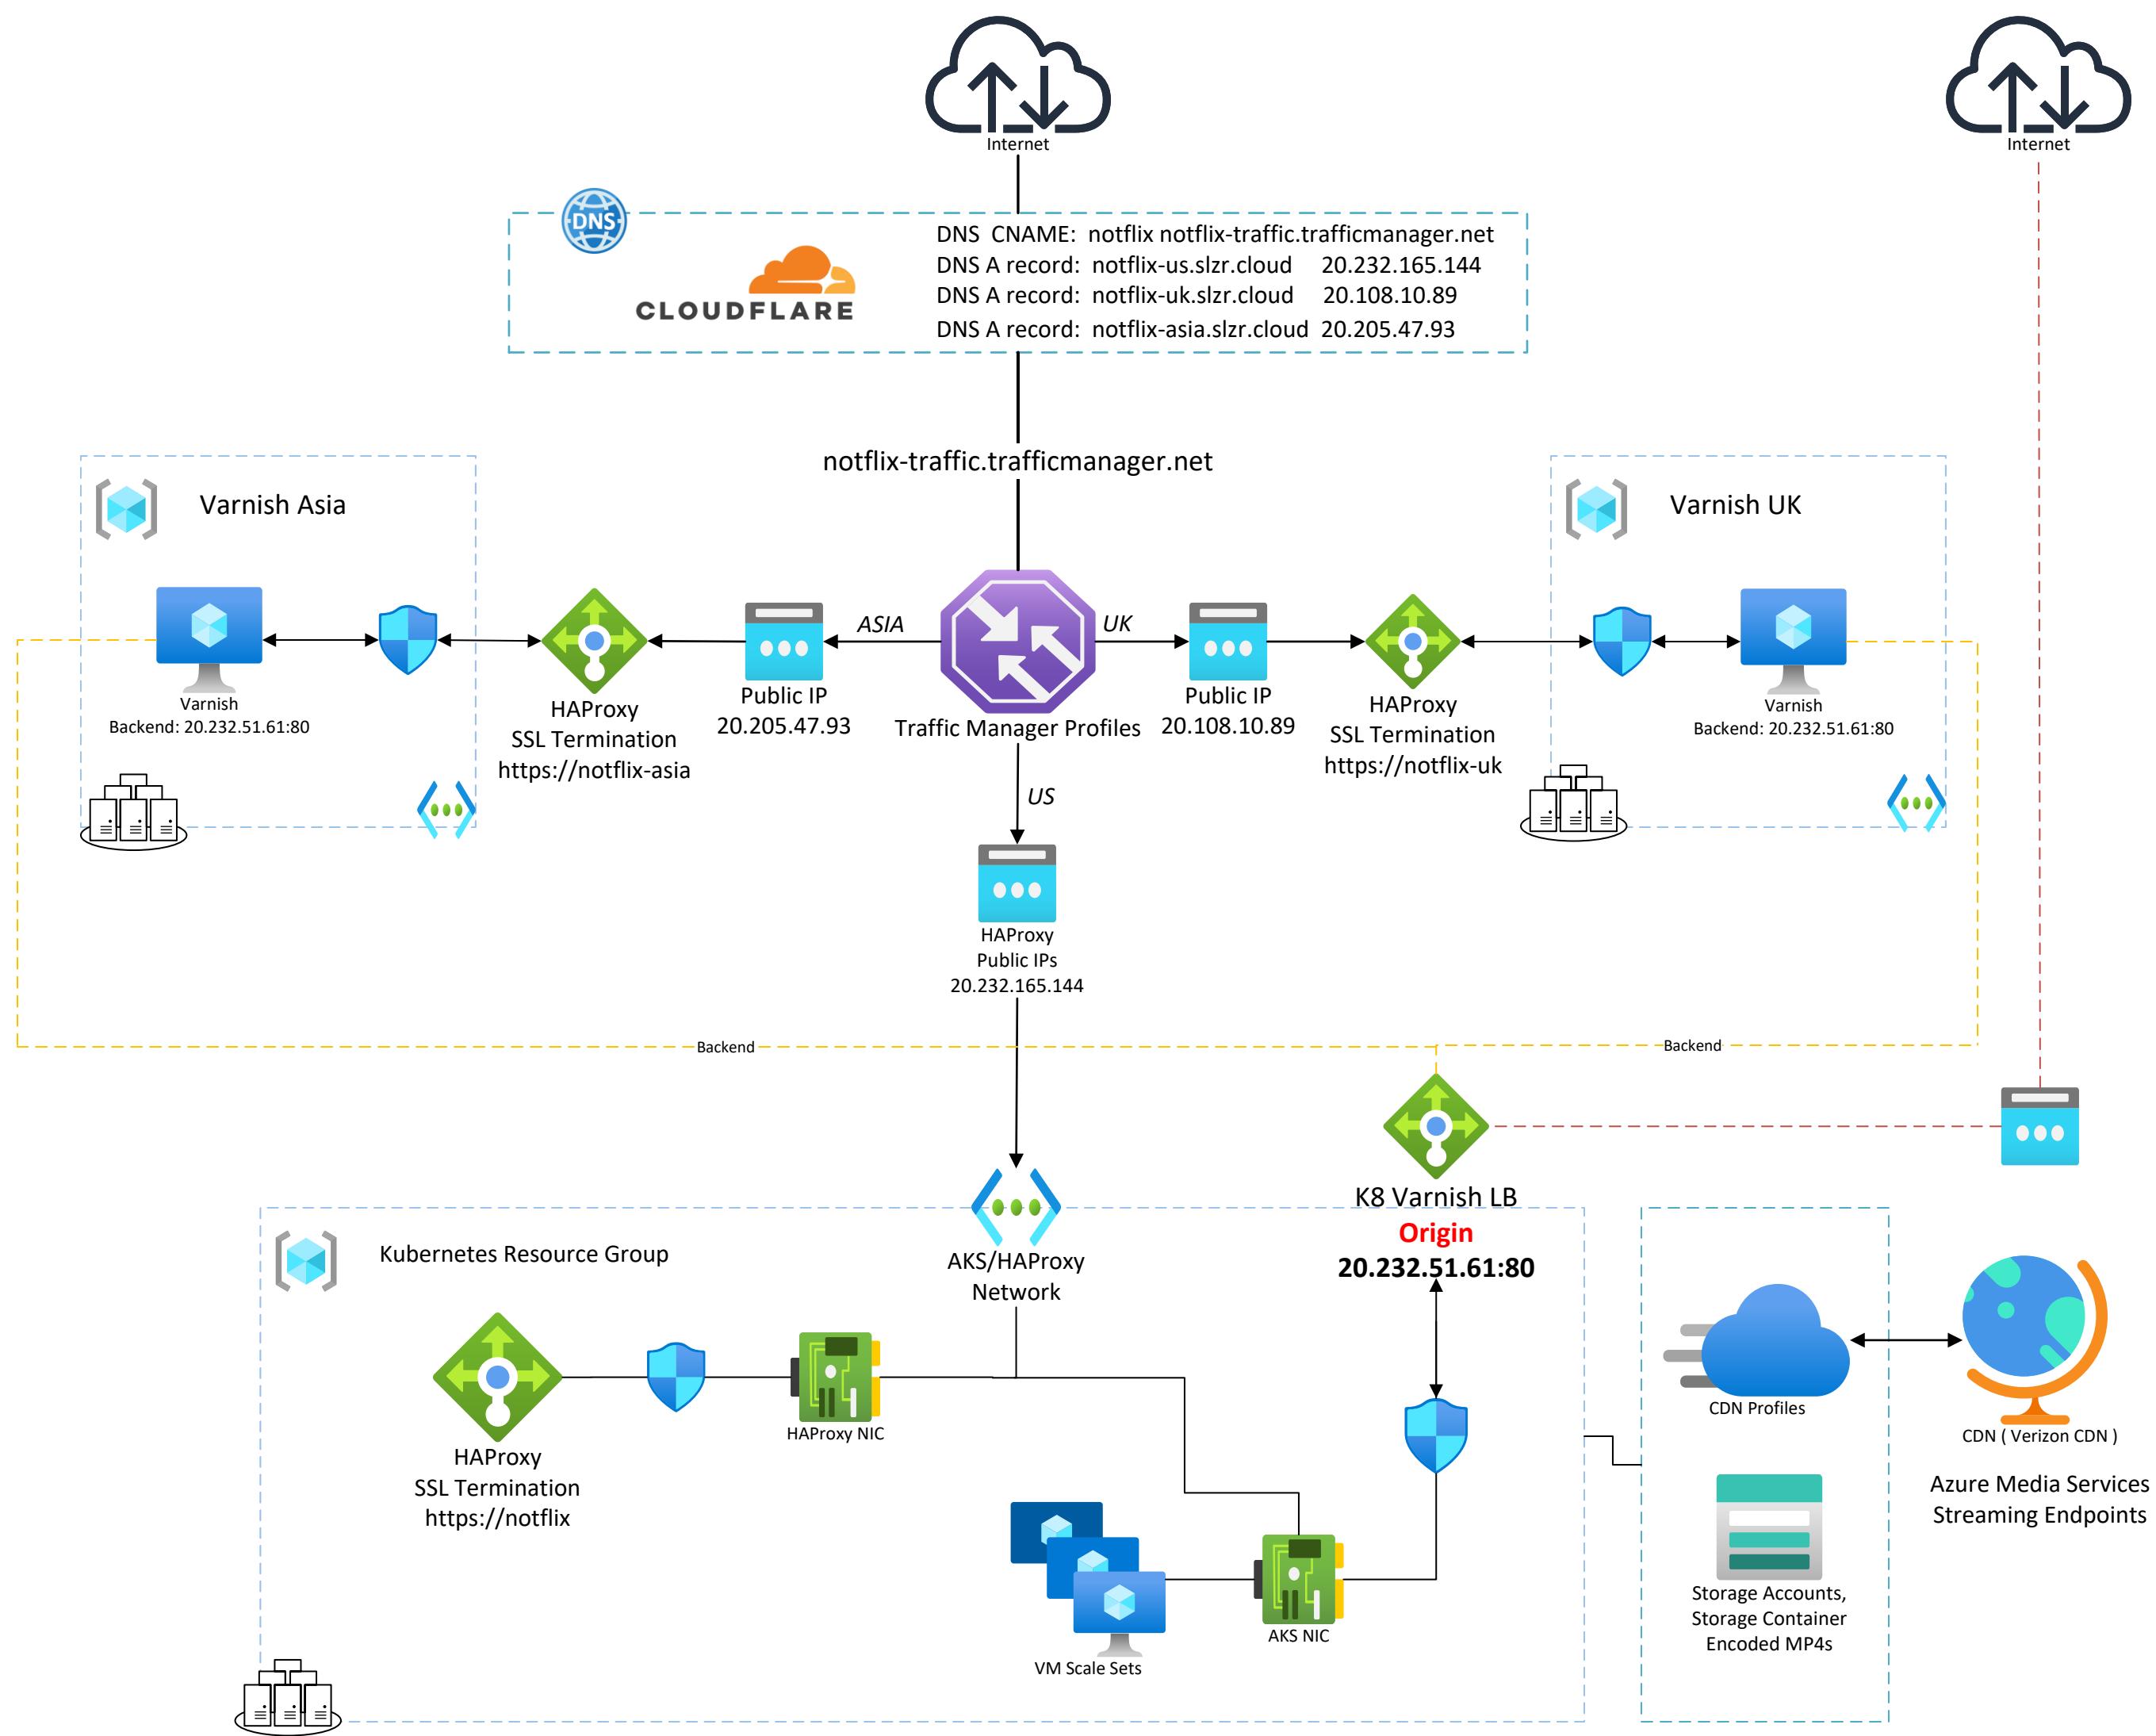 Internet
Internet
DNS
CLOUDFLARE
DNS  CNAME:  notflix notflix-traffic.trafficmanager.net
DNS A record:  notflix-us.slzr.cloud    20.232.165.144
DNS A record:  notflix-uk.slzr.cloud    20.108.10.89
DNS A record:  notflix-asia.slzr.cloud  20.205.47.93
notflix-traffic.trafficmanager.net
Varnish Asia
Varnish
Backend: 20.232.51.61:80
HAProxy
SSL Termination
https://notflix-asia
Public IP
20.205.47.93
ASIA
Traffic Manager Profiles
UK
Public IP
20.108.10.89
HAProxy
SSL Termination
https://notflix-uk
Varnish UK
Varnish
Backend: 20.232.51.61:80
US
HAProxy
Public IPs
20.232.165.144
Backend
Backend
K8 Varnish LB
Origin
20.232.51.61:80
Kubernetes Resource Group
AKS/HAProxy
Network
HAProxy
SSL Termination
https://notflix
HAProxy NIC
VM Scale Sets
AKS NIC
CDN Profiles
CDN ( Verizon CDN )
Azure Media Services
Streaming Endpoints
Storage Accounts,
Storage Container
Encoded MP4s